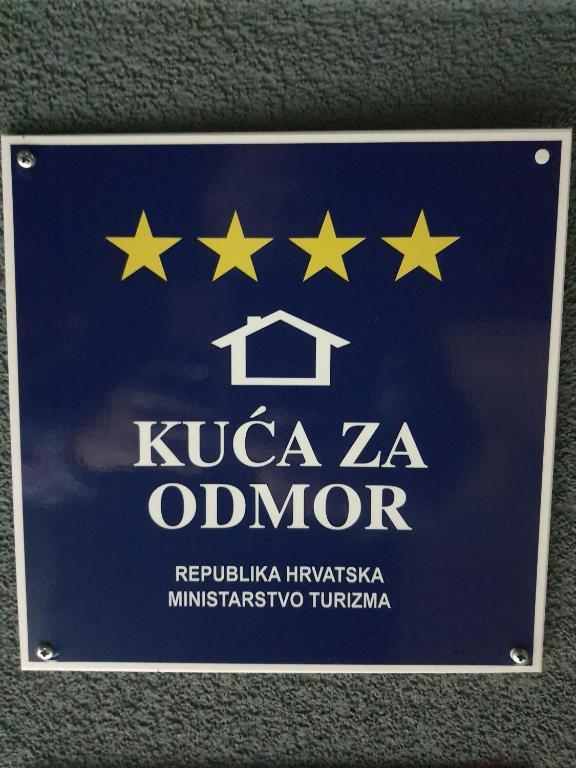 KUĆA ZA
ODMOR
REPUBLIKA HRVATSKA
MINISTARSTVO TURIZMA